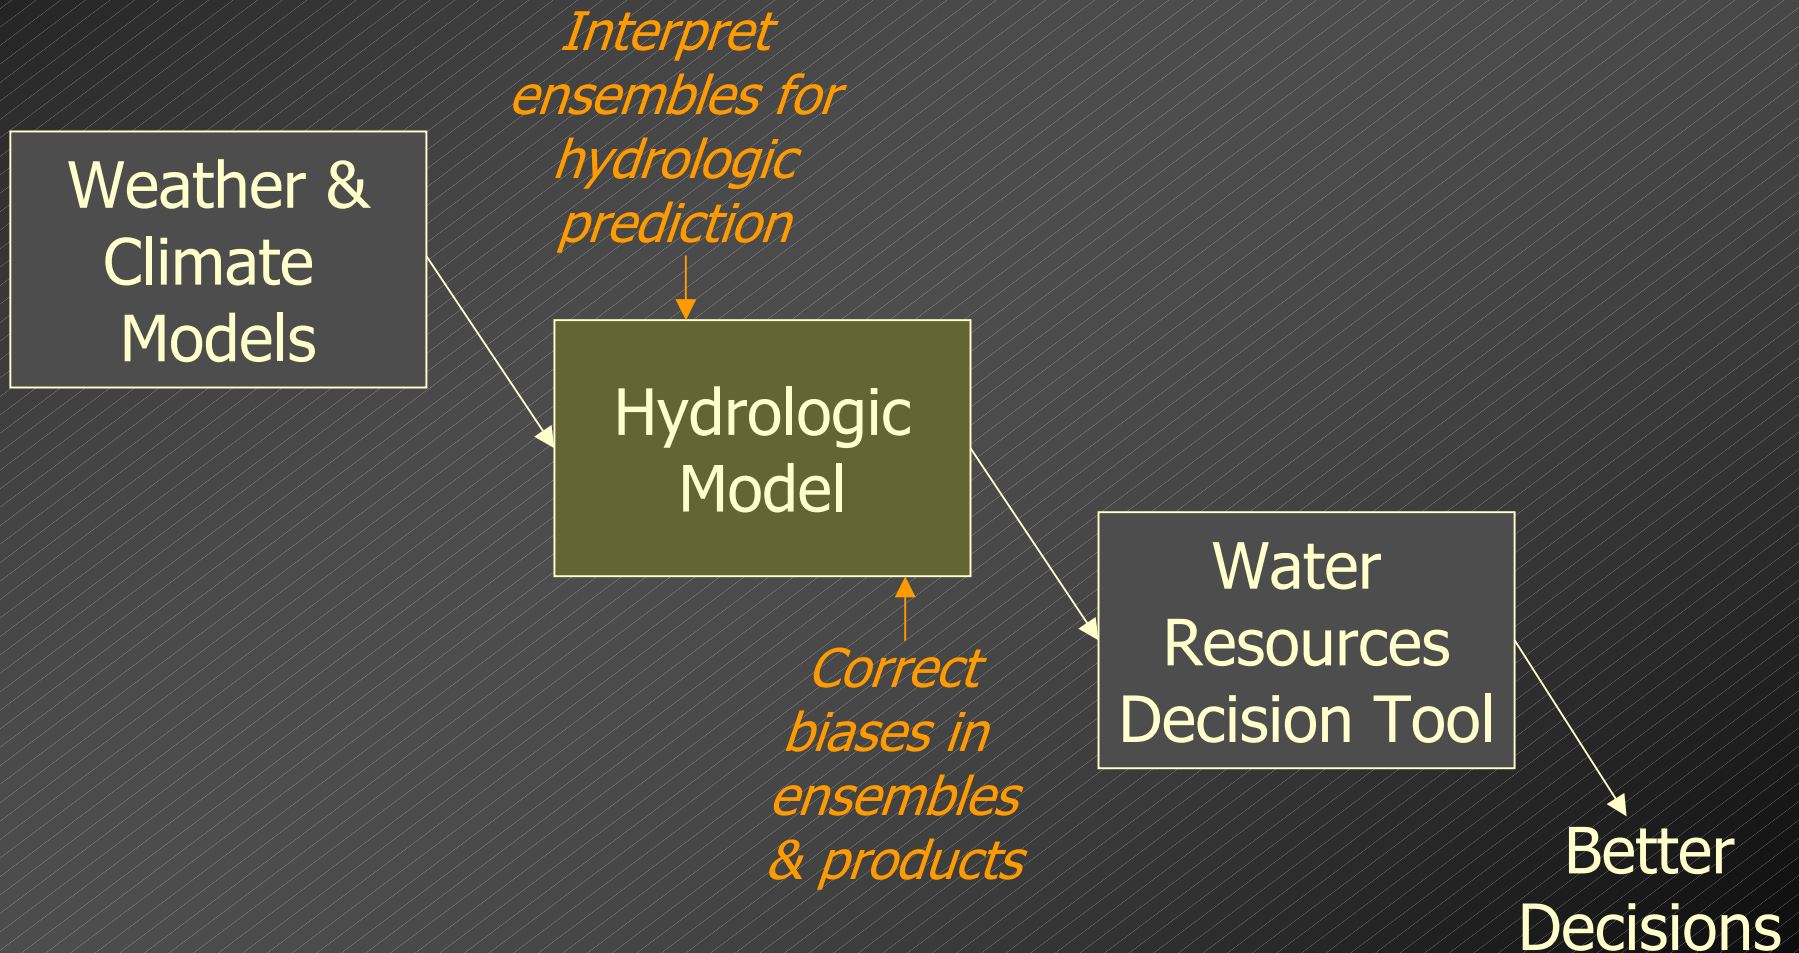 Interpret
ensembles for
hydrologic
prediction
Weather &
Climate
Models
Hydrologic
Model
Water
Resources
Decision Tool
Correct
biases in
ensembles
& products
Better
Decisions